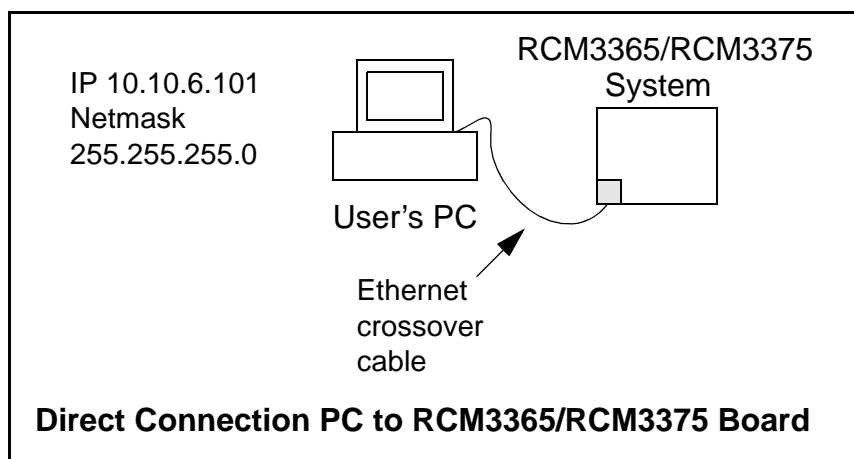 RCM3365/RCM3375
System
IP 10.10.6.101
Netmask
255.255.255.0
User's PC
Ethernet
crossover
cable
Direct Connection PC to RCM3365/RCM3375 Board